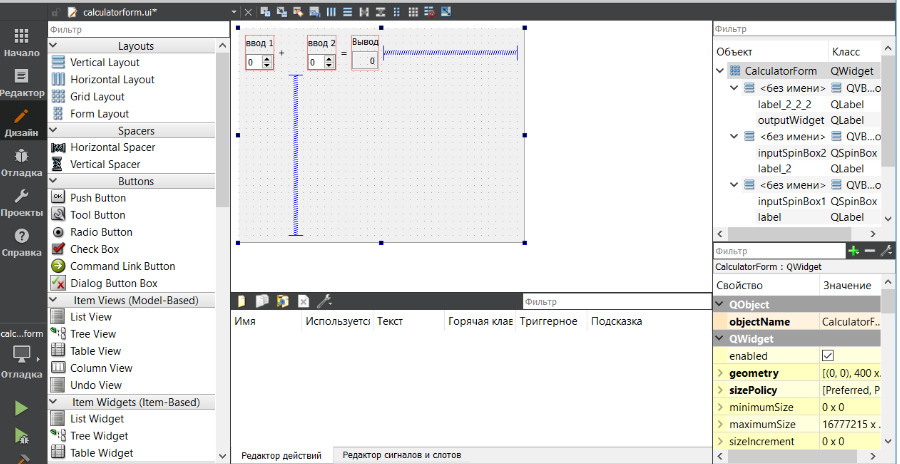 calculatorform.ui*
Начало
Редактор
Дизайн
Отладка
Проекты
Справка
calc...form
Отладка
Фильтр
Layouts
Vertical Layout
Horizontal Layout
Grid Layout
Form Layout
Spacers
Horizontal Spacer
Vertical Spacer
Buttons
Push Button
Tool Button
Radio Button
Check Box
Command Link Button
Dialog Button Box
Item Views (Model-Based)
List View
Tree View
Table View
Column View
Undo View
Item Widgets (Item-Based)
List Widget
Tree Widget
Table Widget
ввод 1 ввод 2 Вывод
0 + 0 = 0
Фильтр
Имя Используетс Текст Горячая клав Триггерное Подсказка
Редактор действий Редактор сигналов и слотов
Фильтр
Объект Класс
CalculatorForm QWidget
<без имени> QVB...о
label_2_2_2 QLabel
outputWidget QLabel
<без имени> QVB...о
inputSpinBox2 QSpinBox
label_2 QLabel
<без имени> QVB...о
inputSpinBox1 QSpinBox
label QLabel
Фильтр
CalculatorForm : QWidget
Свойство Значение
QObject
objectName CalculatorF...
QWidget
enabled
geometry [(0, 0), 400 x...
sizePolicy [Preferred, P
minimumSize 0 x 0
maximumSize 16777215 x ...
sizeIncrement 0 x 0